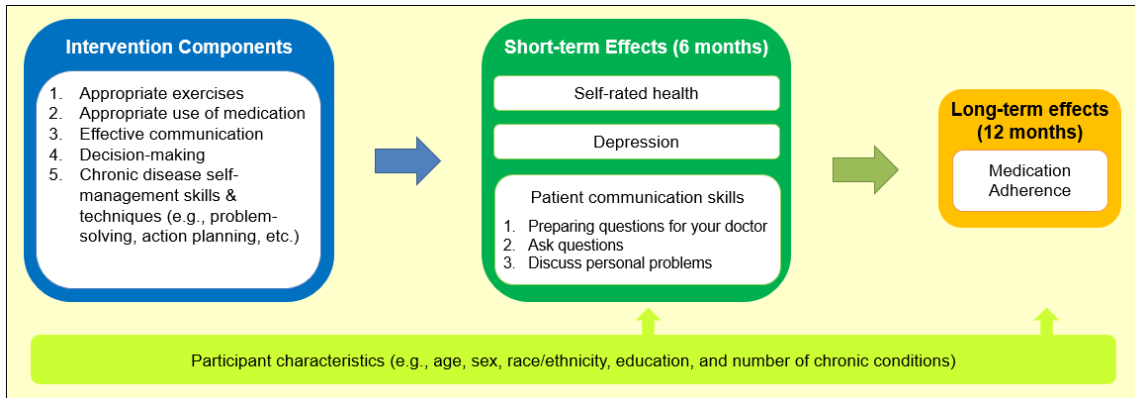 Intervention Components
1. Appropriate exercises
2. Appropriate use of medication
3. Effective communication
4. Decision-making
5. Chronic disease self-
management skills &
techniques (e.g., problem-
solving, action planning, etc.)
Short-term Effects (6 months)
Self-rated health
Depression
Patient communication skills
1. Preparing questions for your doctor
2. Ask questions
3. Discuss personal problems
Long-term effects
(12 months)
Medication
Adherence
Participant characteristics (e.g., age, sex, race/ethnicity, education, and number of chronic conditions)